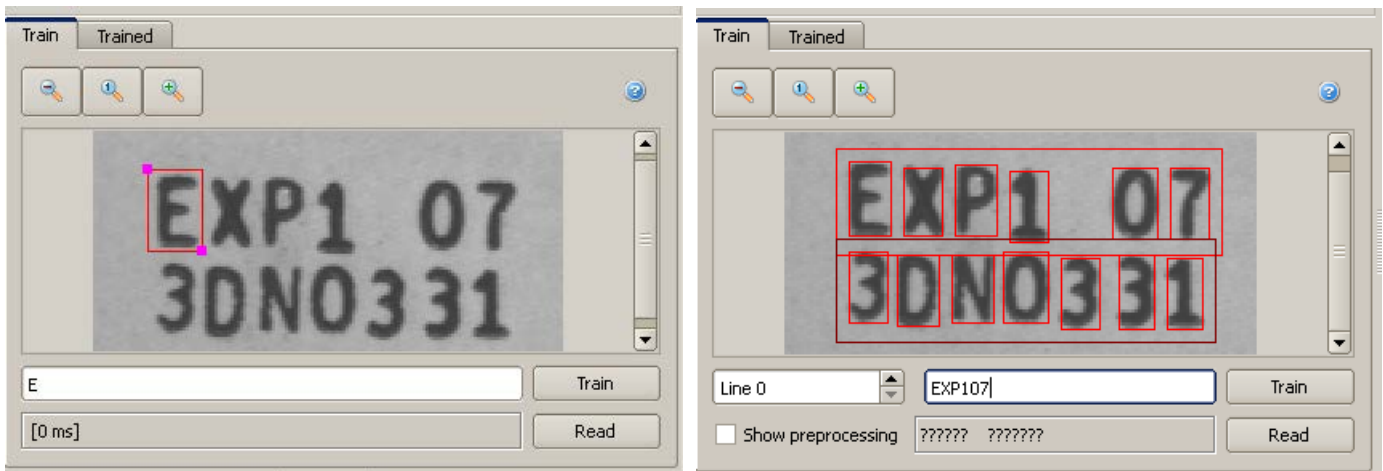 Train Trained
EXP1 07
3DNO331
E
Train
[0 ms]
Read
Train Trained
EXP1 07
3DNO331
Line 0
EXP107
Train
Show preprocessing
?????? ???????
Read